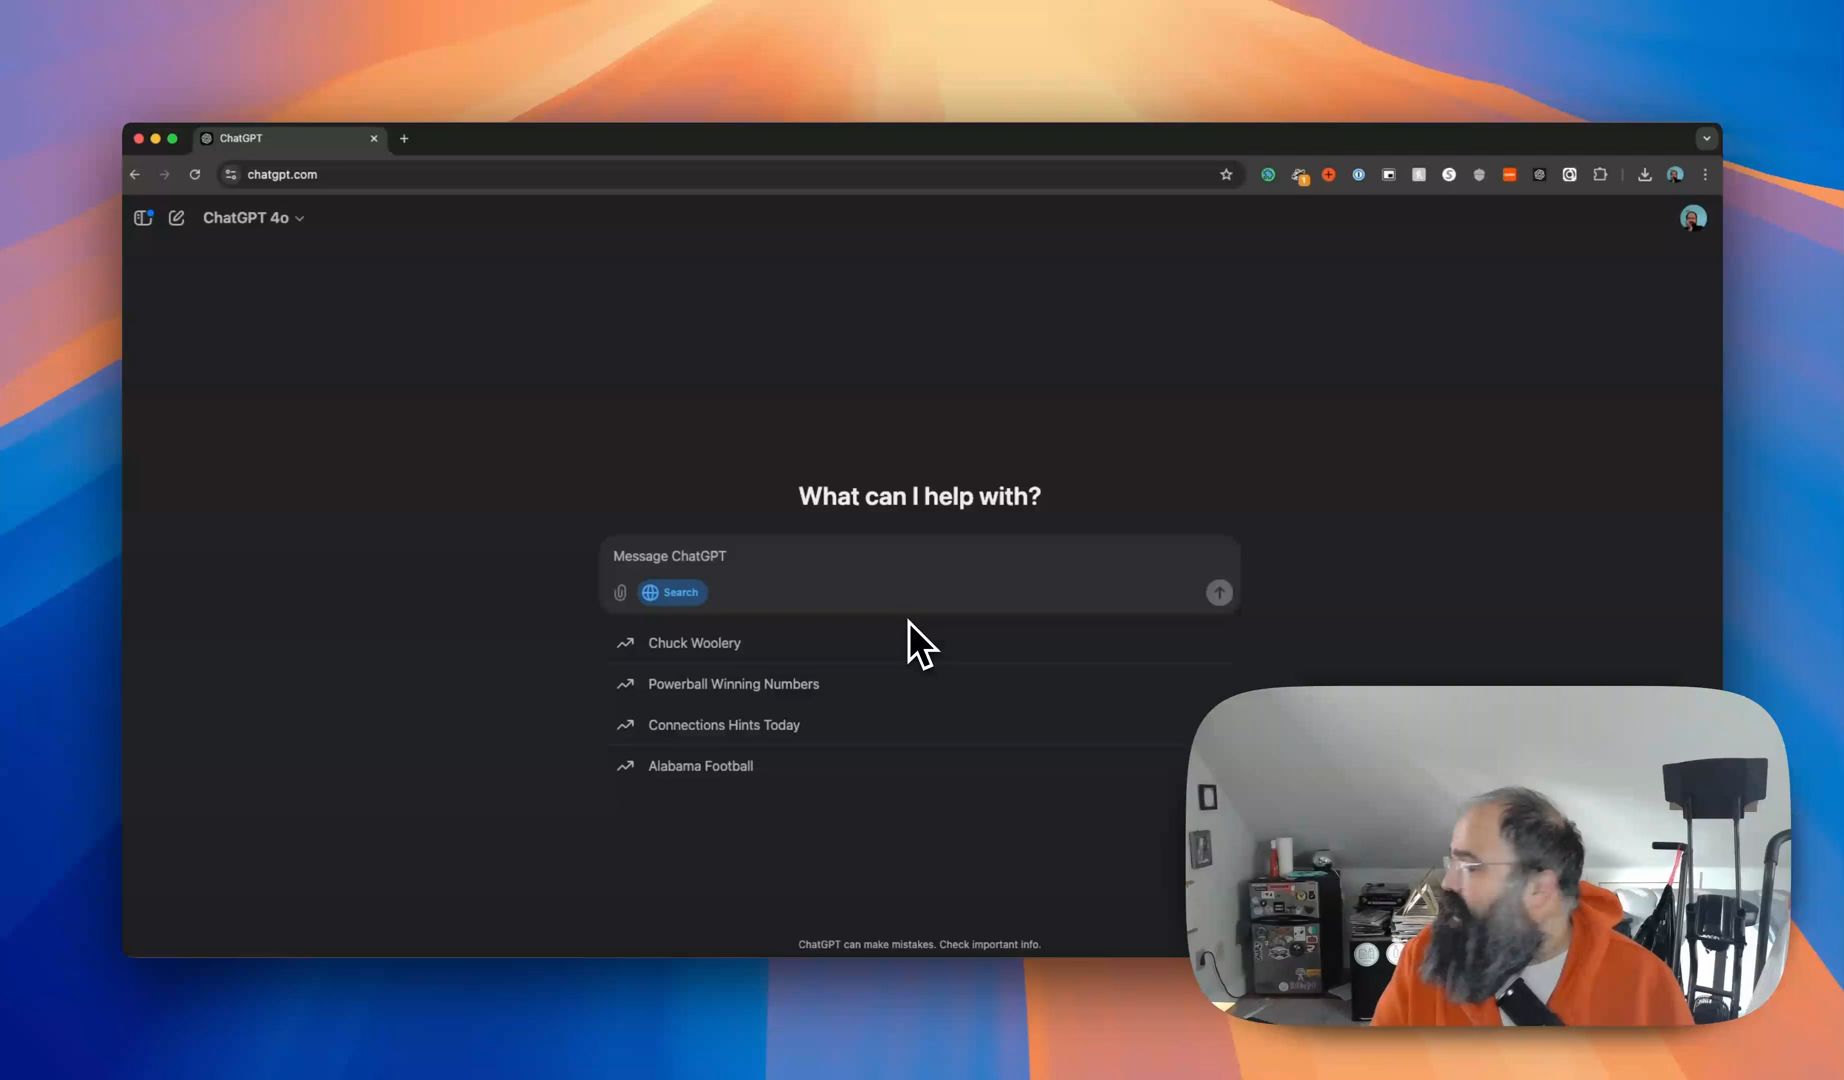 ChatGPT
chatgpt.com
ChatGPT 4o
What can I help with?
Message ChatGPT
Search
Chuck Woolery
Powerball Winning Numbers
Connections Hints Today
Alabama Football
ChatGPT can make mistakes. Check important info.